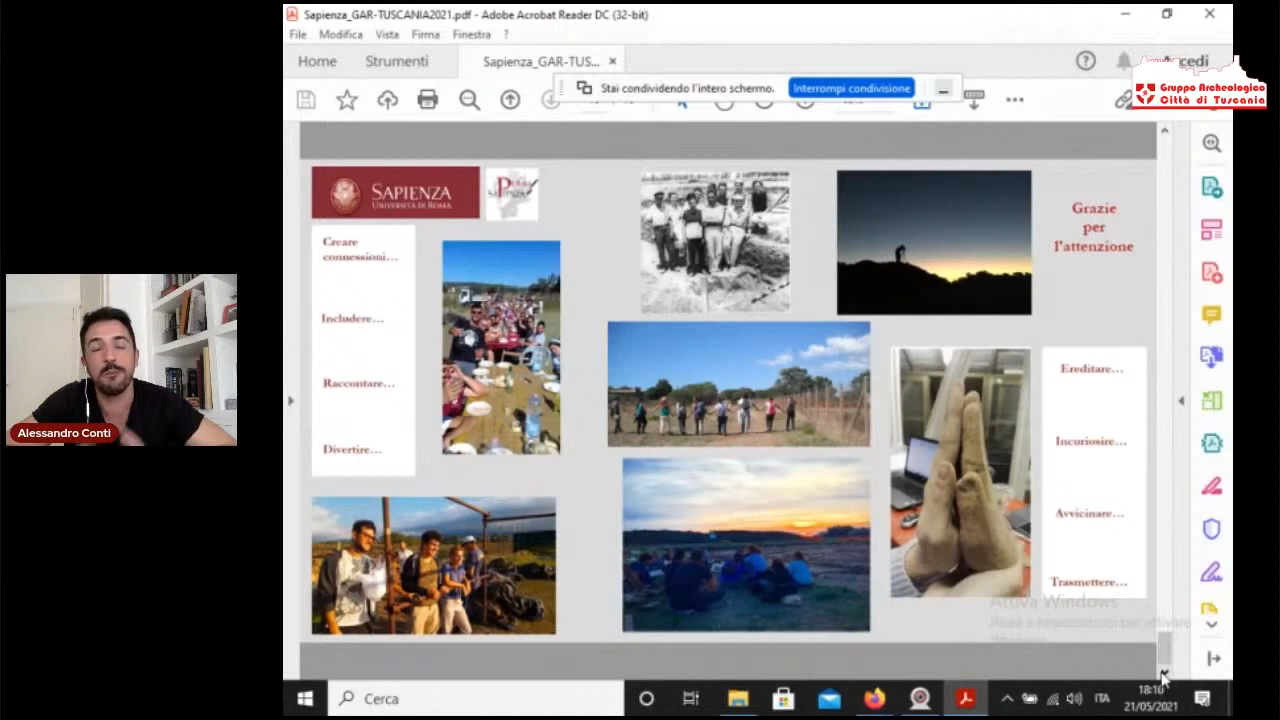 Sapienza_GAR-TUSCANIA2021.pdf - Adobe Acrobat Reader DC (32-bit)
File Modifica Vista Firma Finestra ?
Home Strumenti Sapienza_GAR-TUS...
Stai condividendo l'intero schermo. Interrompi condivisione
Gruppo Archeologico
Città di Tuscania
SAPIENZA
UNIVERSITÀ DI ROMA
Creare
connessioni...
Includere...
Raccontare...
Divertire...
Grazie
per
l'attenzione
Ereditare...
Incuriosire...
Avvicinare...
Trasmettere...
Attiva Windows
Alessandro Conti
Cerca
ITA
18:10
21/05/2021